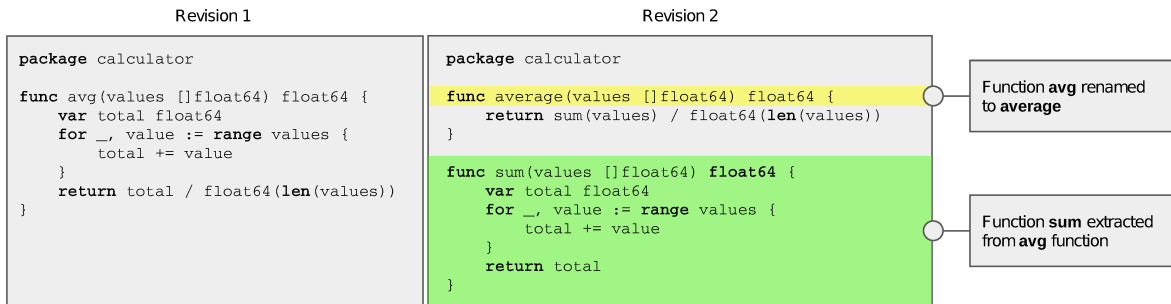 Revision 1
package calculator
func avg(values []float64) float64 {
    var total float64
    for _, value := range values {
        total += value
    }
    return total / float64(len(values))
}
Revision 2
package calculator
func average(values []float64) float64 {
    return sum(values) / float64(len(values))
}
func sum(values []float64) float64 {
    var total float64
    for _, value := range values {
        total += value
    }
    return total
}
Function avg renamed
to average
Function sum extracted
from avg function